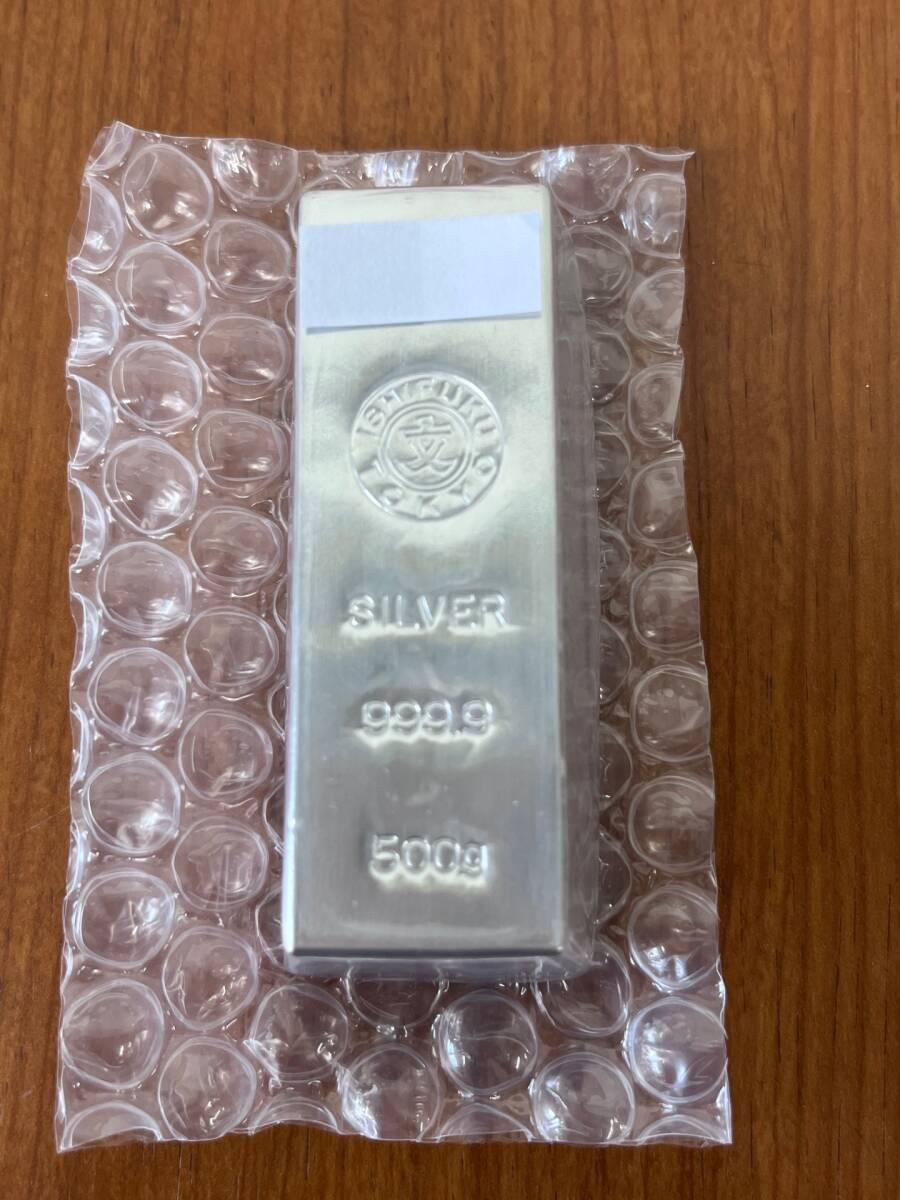 ISHIFUKU
文
TOKYO
SILVER
999.9
500g